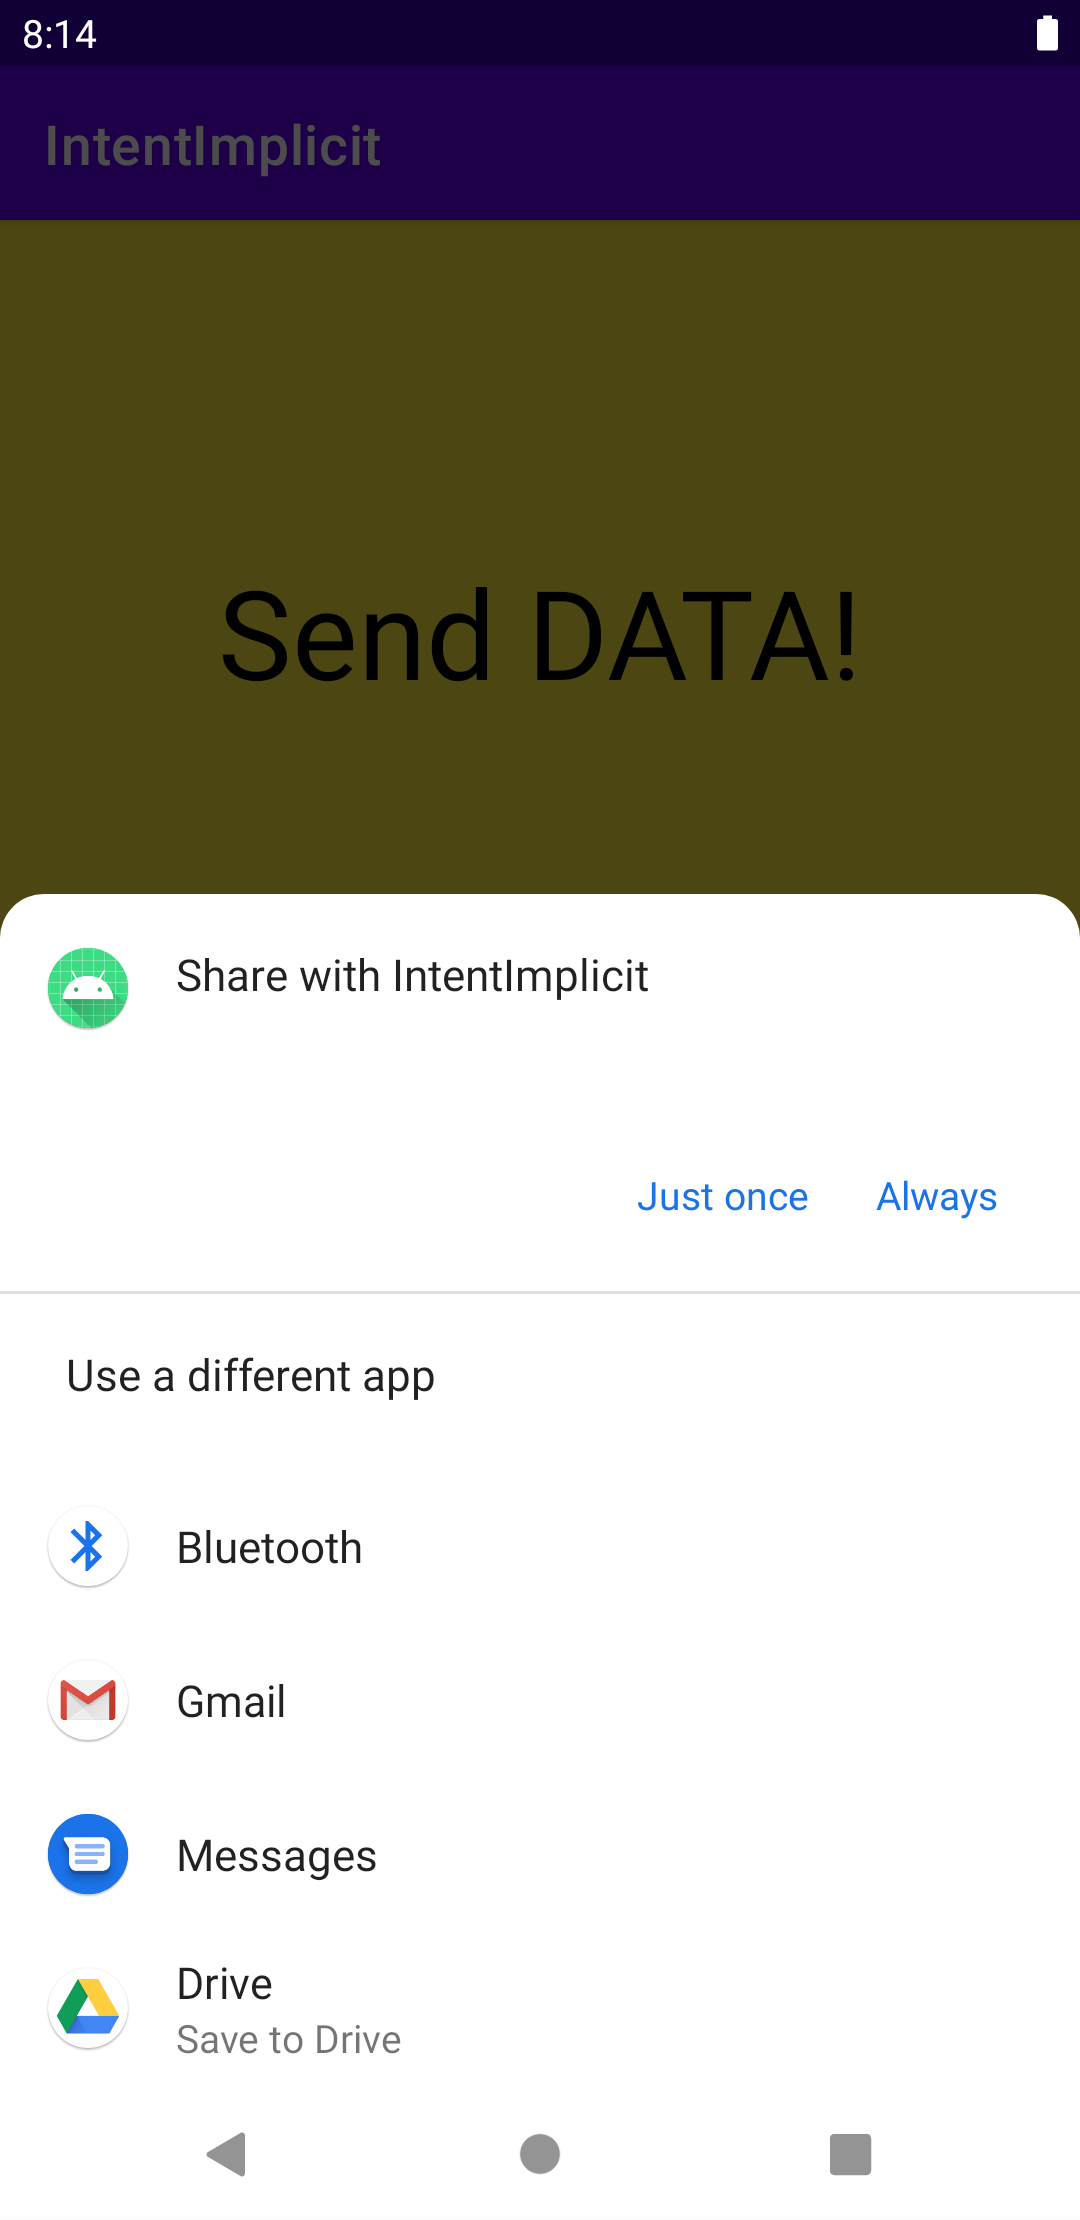 8:14
IntentImplicit
Send DATA!
Share with IntentImplicit
Just once Always
Use a different app
Bluetooth
Gmail
Messages
Drive
Save to Drive